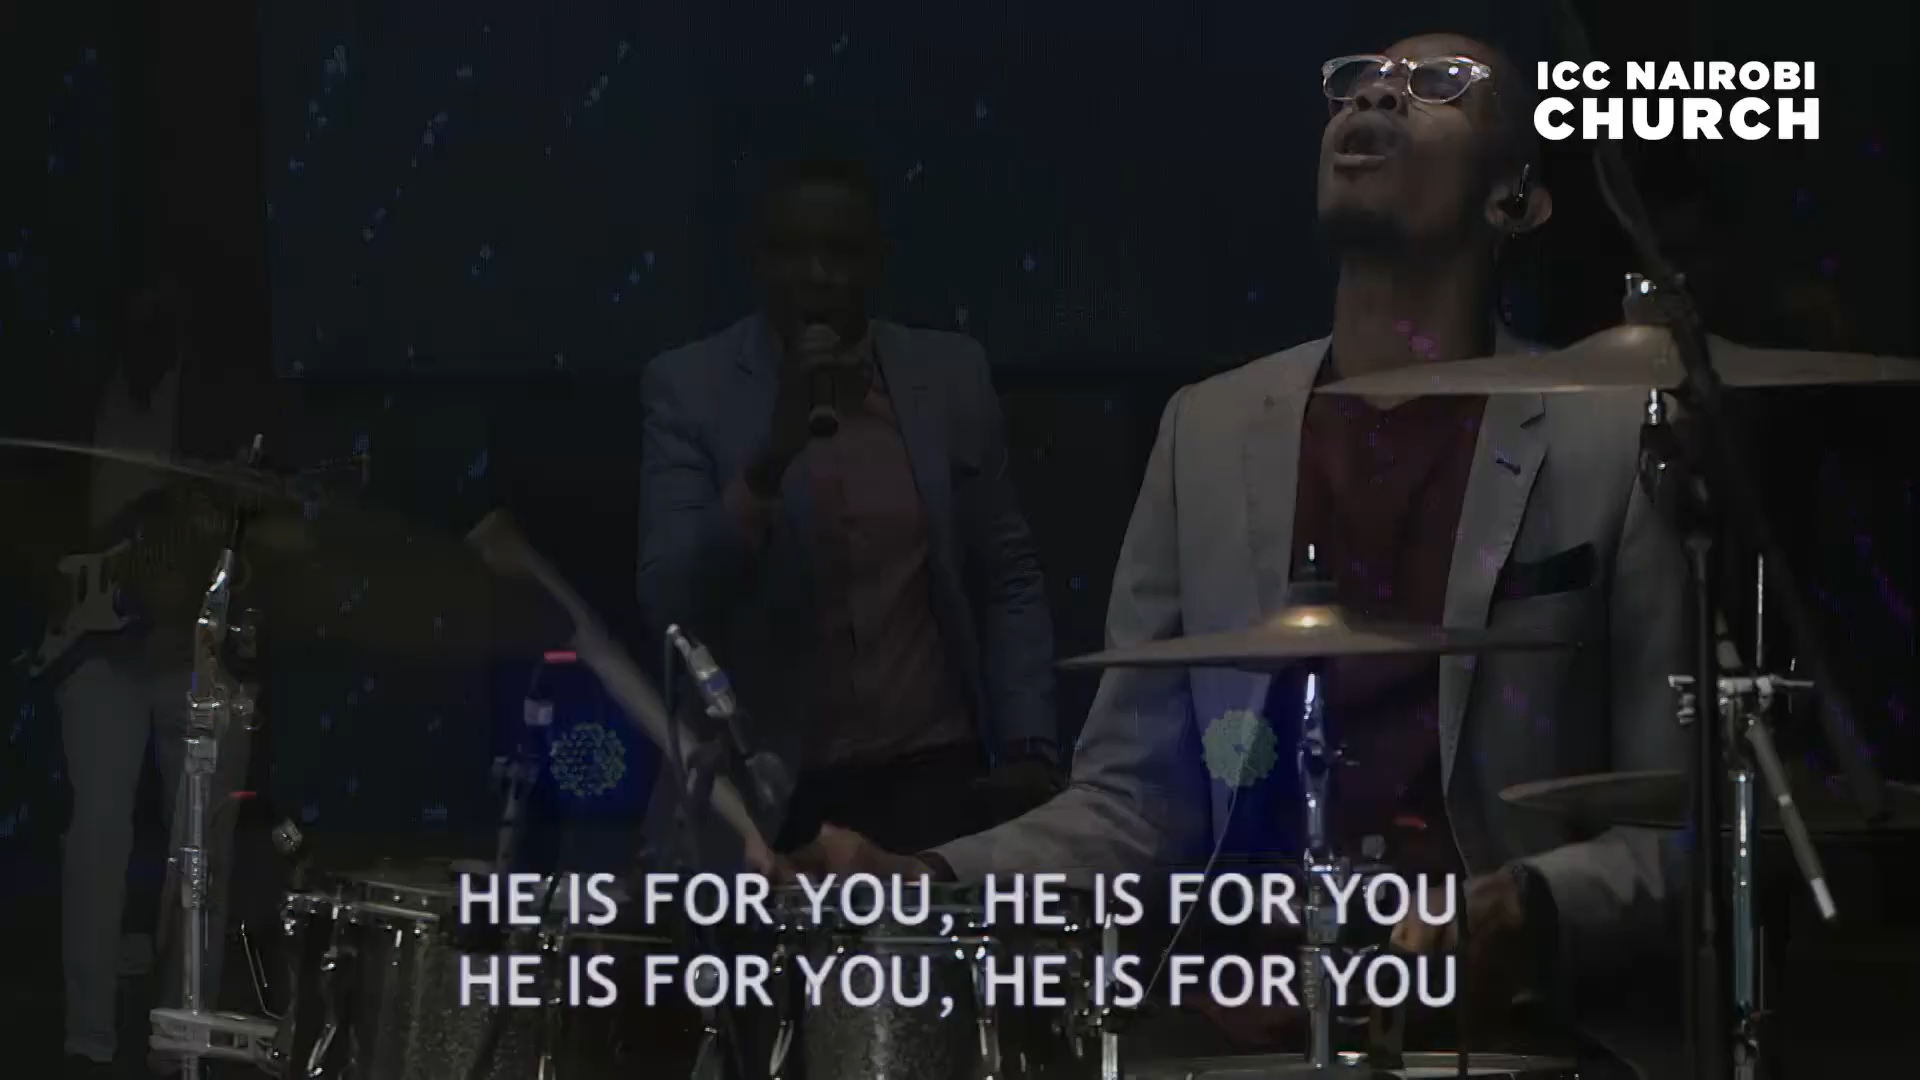 ICC NAIROBI
CHURCH
HE IS FOR YOU, HE IS FOR YOU
HE IS FOR YOU, HE IS FOR YOU